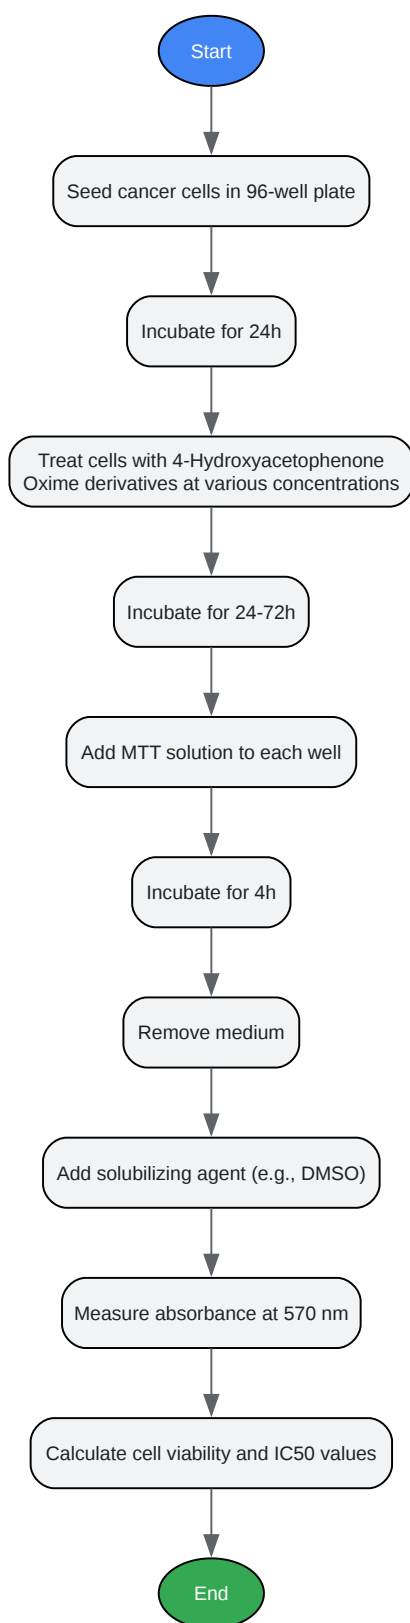 Start
Seed cancer cells in 96-well plate
Incubate for 24h
Treat cells with 4-Hydroxyacetophenone
Oxime derivatives at various concentrations
Incubate for 24-72h
Add MTT solution to each well
Incubate for 4h
Remove medium
Add solubilizing agent (e.g., DMSO)
Measure absorbance at 570 nm
Calculate cell viability and IC50 values
End